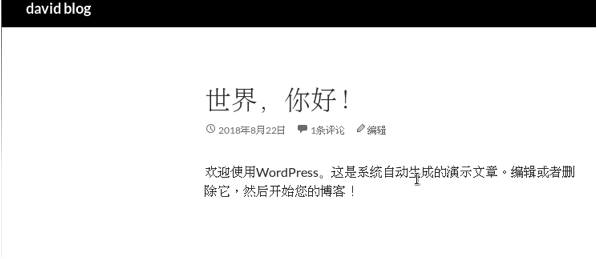 david blog
世界，你好！
2018年8月22日 1条评论 编辑
欢迎使用WordPress。这是系统自动生成的演示文章。编辑或者删
除它，然后开始您的博客！